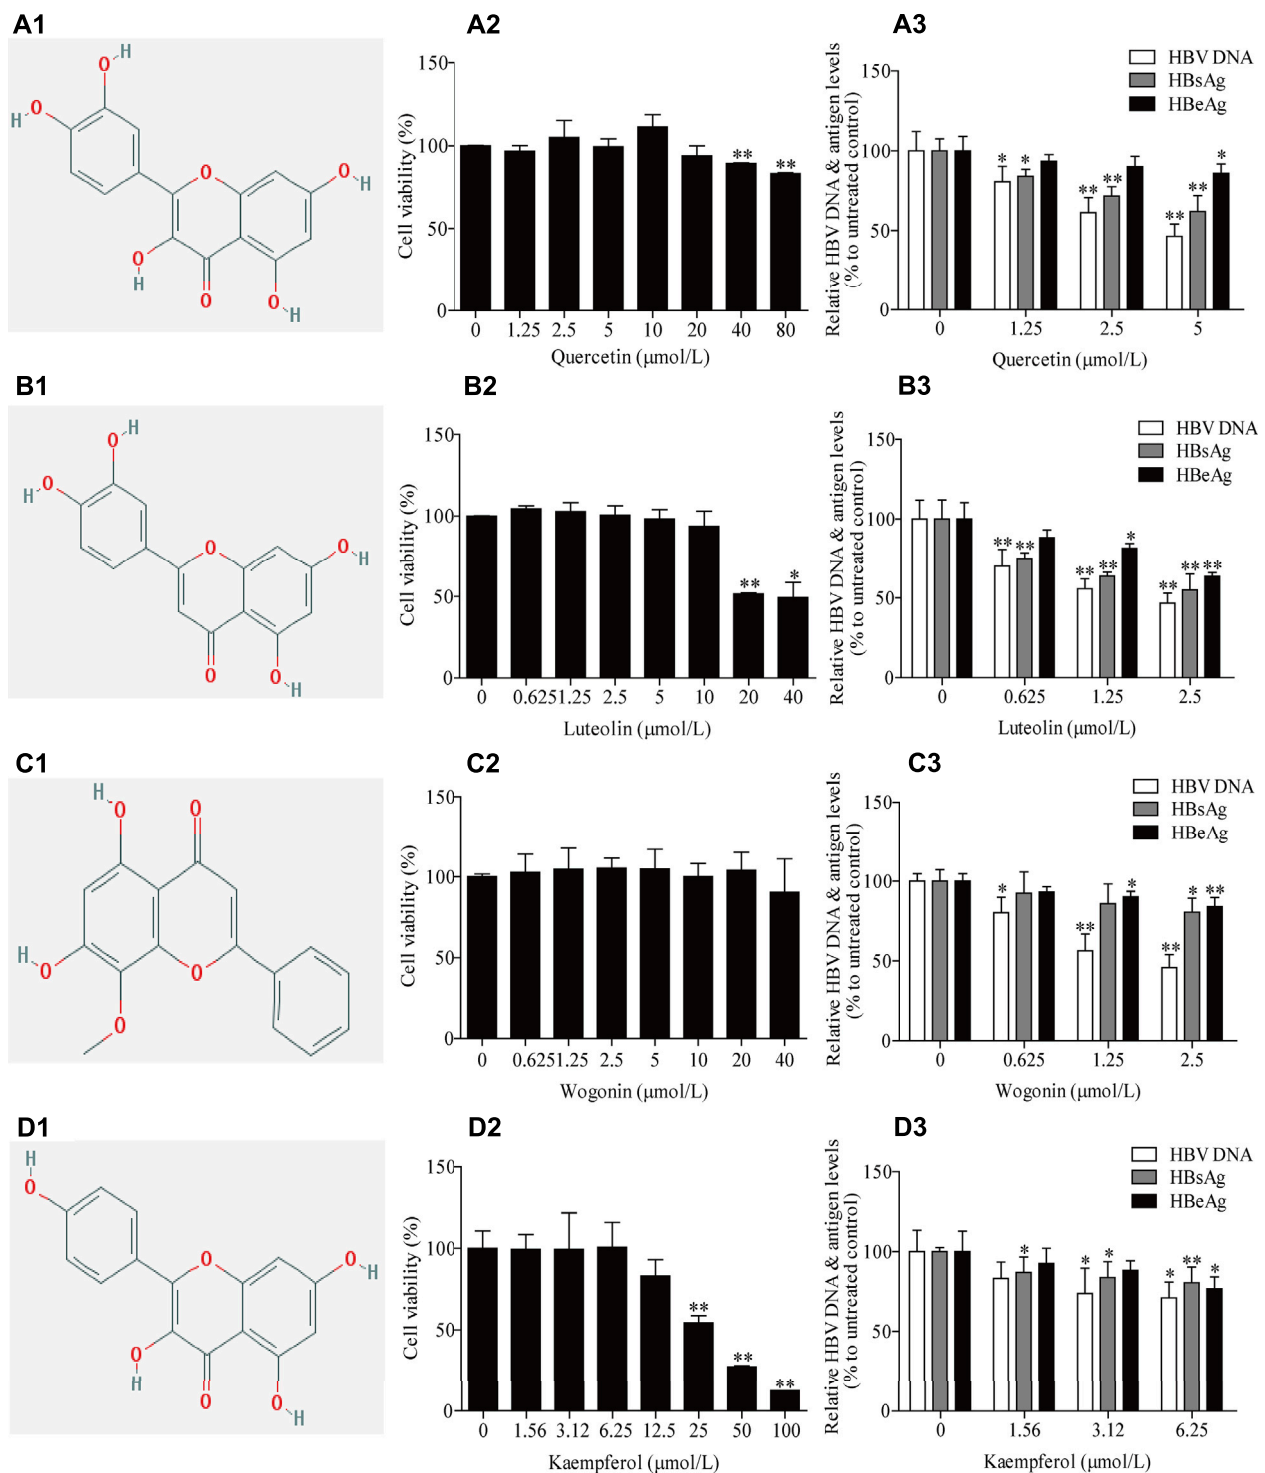 A1
H
O
H
O
O
O
H
O
H
O
O
H
A2
Cell viability (%)
150
100
50
0
**
**
0 1.25 2.5 5 10 20 40 80
Quercetin (μmol/L)
A3
Relative HBV DNA & antigen levels
(% to untreated control)
HBV DNA
HBsAg
HBeAg
150
100
50
0
* *
** **
** ** *
0 1.25 2.5 5
Quercetin (μmol/L)
B1
H
O
H
O
O
O
H
O
O
H
B2
Cell viability (%)
150
100
50
0
** *
0 0.625 1.25 2.5 5 10 20 40
Luteolin (μmol/L)
B3
Relative HBV DNA & antigen levels
(% to untreated control)
HBV DNA
HBsAg
HBeAg
150
100
50
0
** **
** ** *
** ** **
0 0.625 1.25 2.5
Luteolin (μmol/L)
C1
H
O
O
H
O
O
O
C2
Cell viability (%)
150
100
50
0
0 0.625 1.25 2.5 5 10 20 40
Wogonin (μmol/L)
C3
Relative HBV DNA & antigen levels
(% to untreated control)
HBV DNA
HBsAg
HBeAg
150
100
50
0
*
** *
** * **
0 0.625 1.25 2.5
Wogonin (μmol/L)
D1
H
O
O
O
H
O
H
O
O
H
D2
Cell viability (%)
150
100
50
0
**
**
**
0 1.56 3.12 6.25 12.5 25 50 100
Kaempferol (μmol/L)
D3
Relative HBV DNA & antigen levels
(% to untreated control)
HBV DNA
HBsAg
HBeAg
150
100
50
0
*
* *
* ** *
0 1.56 3.12 6.25
Kaempferol (μmol/L)